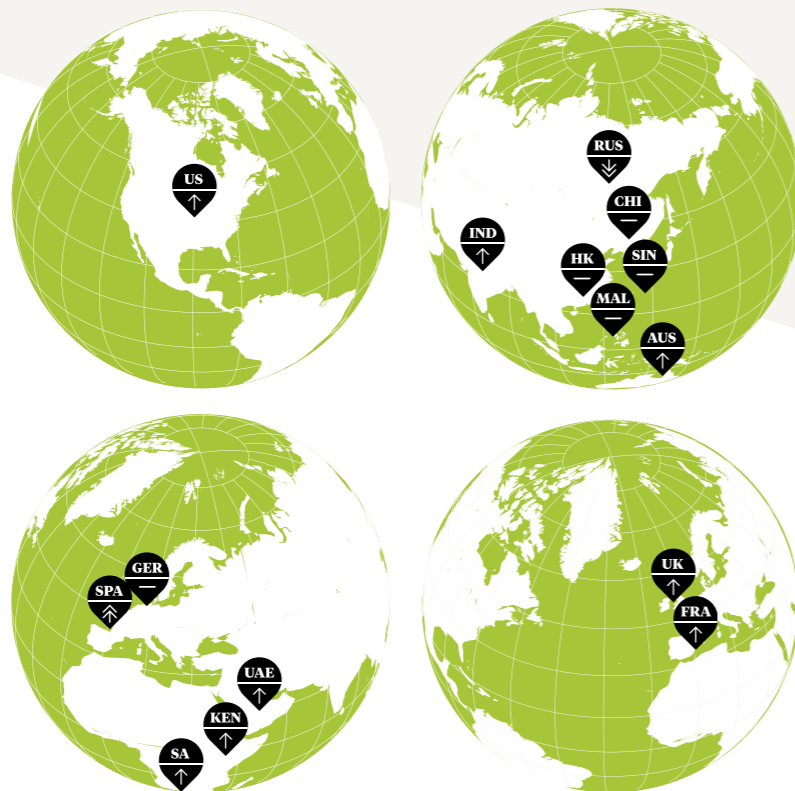 US
RUS
CHI
IND
HK
SIN
MAL
AUS
GER
SPA
UAE
KEN
SA
UK
FRA